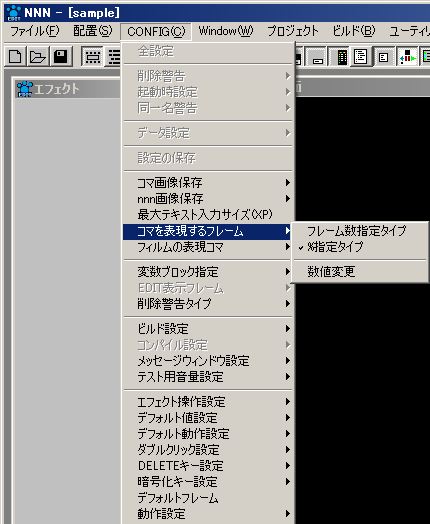 NNN - [sample]
ファイル(F) 配置(S) CONFIG(C) Window(W) プロジェクト ビルド(B) ユーティリ
全設定
削除警告
起動時設定
同一名警告
データ設定
設定の保存
コマ画像保存
nnn画像保存
最大テキスト入力サイズ(XP)
コマを表現するフレーム
フィルムの表現コマ
変数ブロック指定
EDIT表示フレーム
削除警告タイプ
ビルド設定
コンパイル設定
メッセージウィンドウ設定
テスト用音量設定
エフェクト操作設定
デフォルト値設定
デフォルト動作設定
ダブルクリック設定
DELETEキー設定
暗号化キー設定
デフォルトフレーム
動作設定
フレーム数指定タイプ
✓%指定タイプ
数値変更
エフェクト